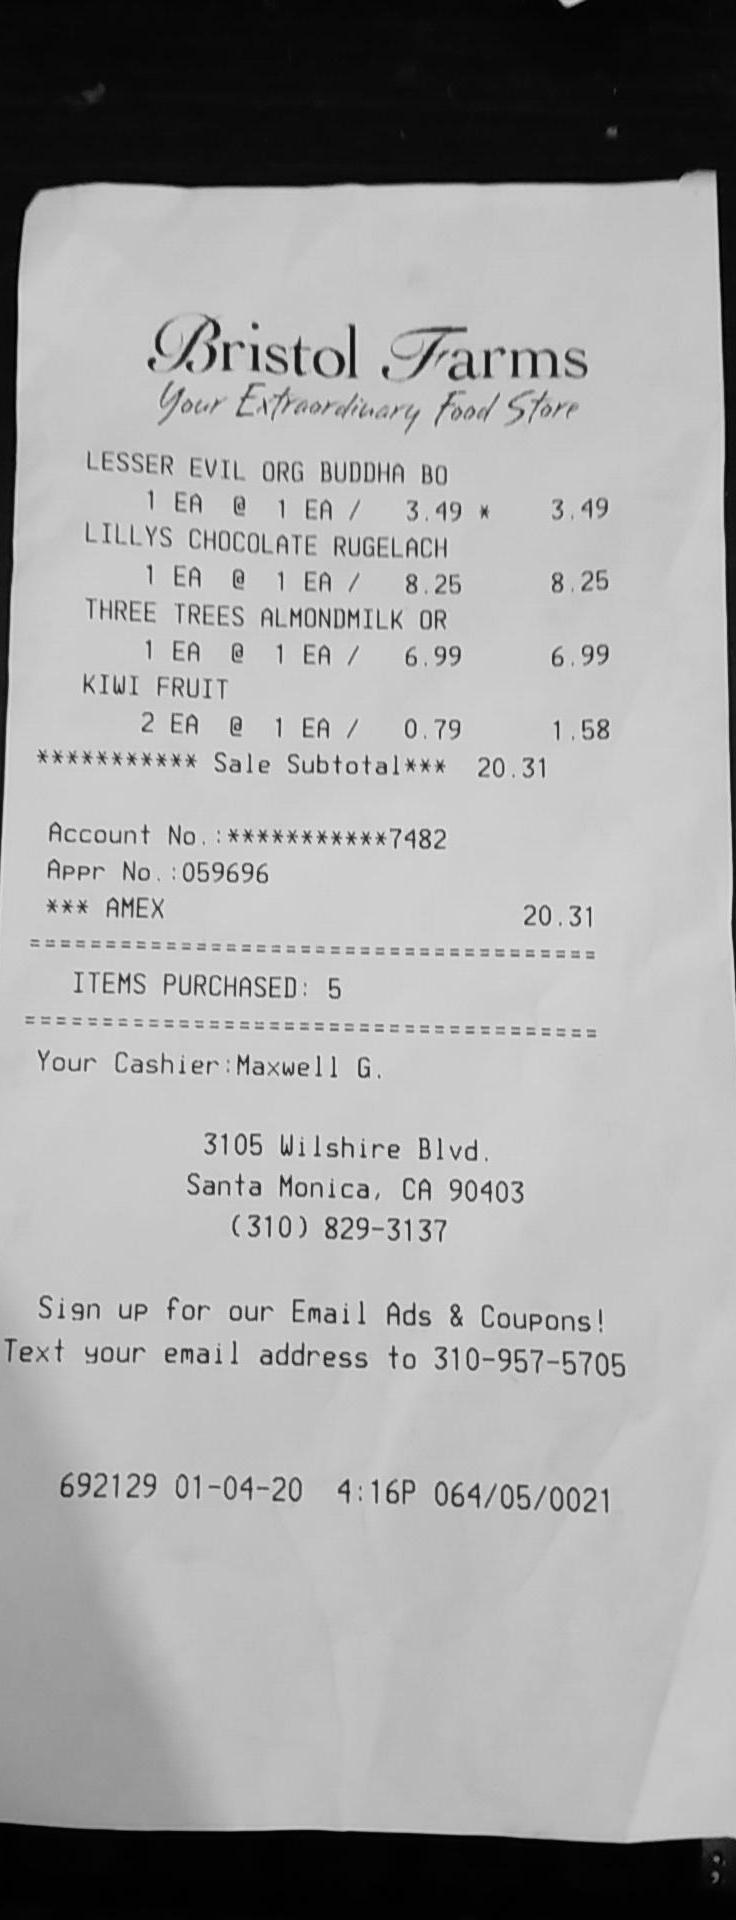 Bristol Farms
Your Extraordinary Food Store
LESSER EVIL ORG BUDDHA BO
1 EA @ 1 EA / 3.49 * 3.49
LILLYS CHOCOLATE RUGELACH
1 EA @ 1 EA / 8.25 8.25
THREE TREES ALMONDMILK OR
1 EA @ 1 EA / 6.99 6.99
KIWI FRUIT
2 EA @ 1 EA / 0.79 1.58
*********** Sale Subtotal*** 20.31
Account No.:***********7482
Appr No.:059696
*** AMEX 20.31
======================================
ITEMS PURCHASED: 5
======================================
Your Cashier:Maxwell G.
3105 Wilshire Blvd.
Santa Monica, CA 90403
(310) 829-3137
Sign up for our Email Ads & Coupons!
Text your email address to 310-957-5705
692129 01-04-20 4:16P 064/05/0021